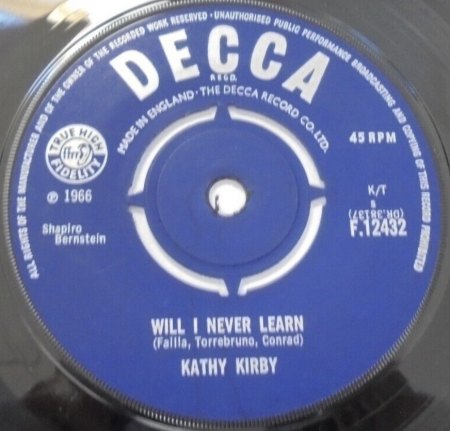 ALL RIGHTS OF THE MANUFACTURER AND OF THE OWNER OF THE RECORDED WORK RESERVED · UNAUTHORISED PUBLIC PERFORMANCE BROADCASTING AND COPYING OF THIS RECORD PROHIBITED
DECCA
REGD.
MADE IN ENGLAND · THE DECCA RECORD CO. LTD.
TRUE HIGH
ffrr
FIDELITY
45 RPM
℗ 1966
K/T
(DR.38137)
F.12432
Shapiro
Bernstein
WILL I NEVER LEARN
(Failla, Torrebruno, Conrad)
KATHY KIRBY